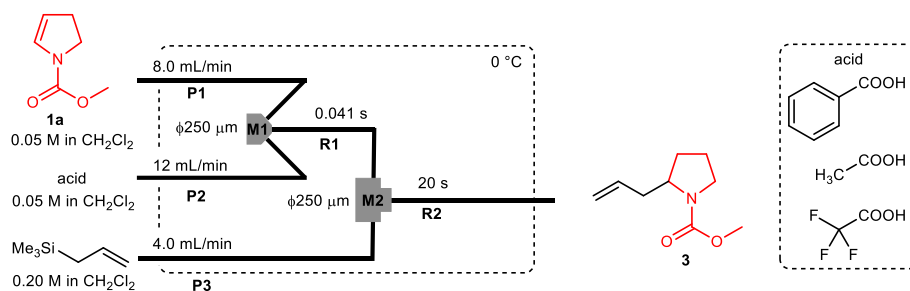 N
O
O
1a
0.05 M in CH2Cl2
8.0 mL/min
P1
0 °C
ϕ250 μm
M1
0.041 s
R1
acid
0.05 M in CH2Cl2
12 mL/min
P2
ϕ250 μm
M2
20 s
R2
Me3Si
0.20 M in CH2Cl2
4.0 mL/min
P3
N
O
O
3
acid
COOH
COOH
H3C
COOH
F
F
F